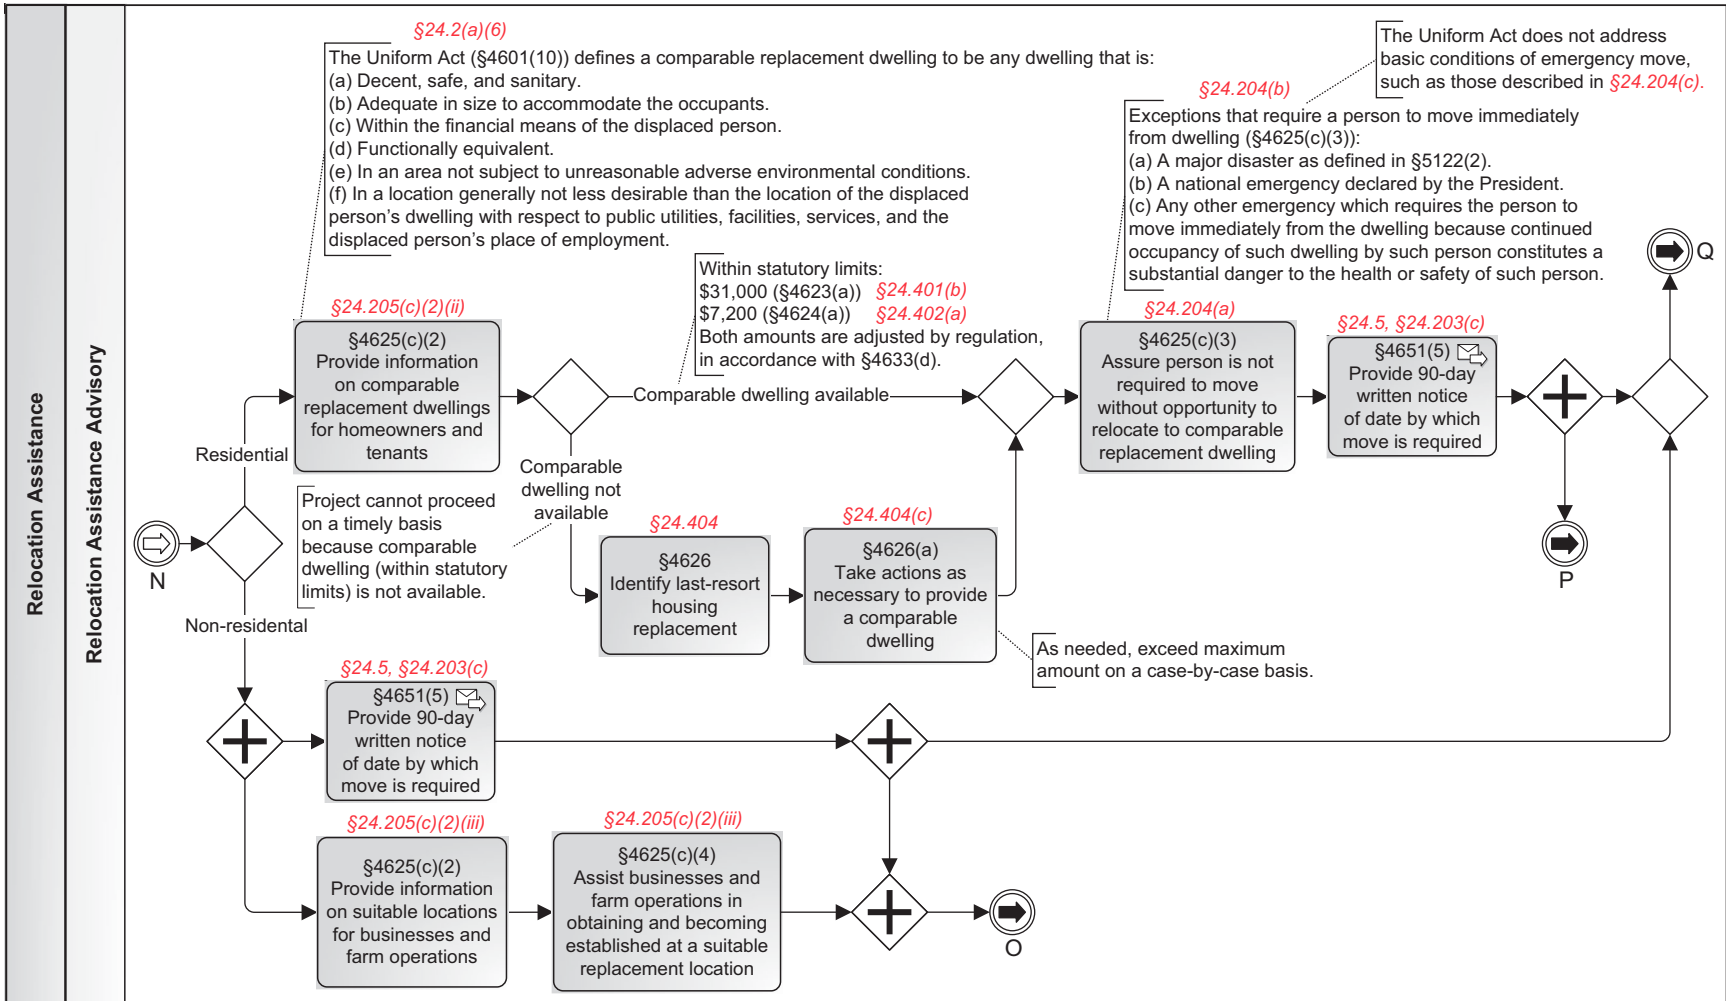 Relocation Assistance
Relocation Assistance Advisory
§24.2(a)(6)
The Uniform Act (§4601(10)) defines a comparable replacement dwelling to be any dwelling that is:
(a) Decent, safe, and sanitary.
(b) Adequate in size to accommodate the occupants.
(c) Within the financial means of the displaced person.
(d) Functionally equivalent.
(e) In an area not subject to unreasonable adverse environmental conditions.
(f) In a location generally not less desirable than the location of the displaced
person's dwelling with respect to public utilities, facilities, services, and the
displaced person's place of employment.
The Uniform Act does not address
basic conditions of emergency move,
such as those described in §24.204(c).
§24.204(b)
Exceptions that require a person to move immediately
from dwelling (§4625(c)(3)):
(a) A major disaster as defined in §5122(2).
(b) A national emergency declared by the President.
(c) Any other emergency which requires the person to
move immediately from the dwelling because continued
occupancy of such dwelling by such person constitutes a
substantial danger to the health or safety of such person.
Q
Within statutory limits:
$31,000 (§4623(a)) §24.401(b)
$7,200 (§4624(a)) §24.402(a)
Both amounts are adjusted by regulation,
in accordance with §4633(d).
§24.205(c)(2)(ii)
§4625(c)(2)
Provide information
on comparable
replacement dwellings
for homeowners and
tenants
Comparable dwelling available
§24.204(a)
§4625(c)(3)
Assure person is not
required to move
without opportunity to
relocate to comparable
replacement dwelling
§24.5, §24.203(c)
§4651(5)
Provide 90-day
written notice
of date by which
move is required
P
Residential
Comparable
dwelling not
available
Project cannot proceed
on a timely basis
because comparable
dwelling (within statutory
limits) is not available.
N
§24.404
§4626
Identify last-resort
housing
replacement
§24.404(c)
§4626(a)
Take actions as
necessary to provide
a comparable
dwelling
As needed, exceed maximum
amount on a case-by-case basis.
Non-residental
§24.5, §24.203(c)
§4651(5)
Provide 90-day
written notice
of date by which
move is required
§24.205(c)(2)(iii)
§4625(c)(2)
Provide information
on suitable locations
for businesses and
farm operations
§24.205(c)(2)(iii)
§4625(c)(4)
Assist businesses and
farm operations in
obtaining and becoming
established at a suitable
replacement location
O